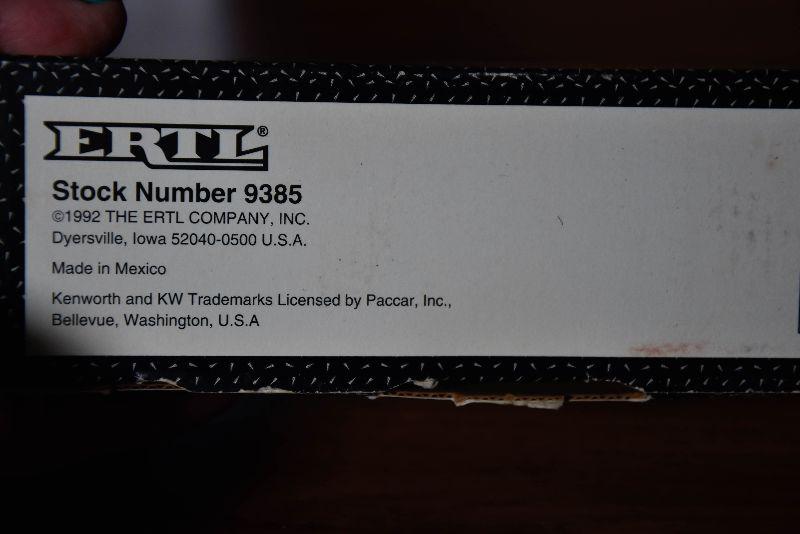 ERTL®
Stock Number 9385
©1992 THE ERTL COMPANY, INC.
Dyersville, Iowa 52040-0500 U.S.A.
Made in Mexico
Kenworth and KW Trademarks Licensed by Paccar, Inc.,
Bellevue, Washington, U.S.A